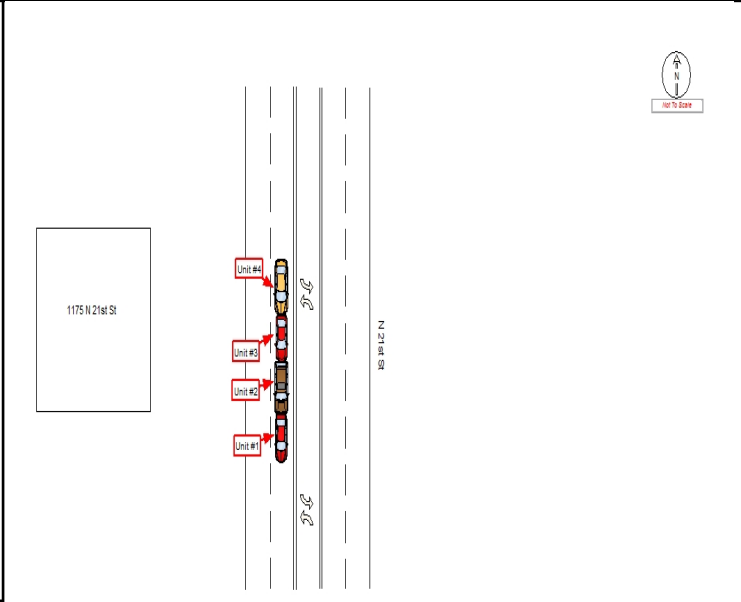 N
Not To Scale
Unit #4
1175 N 21st St
N 21st St
Unit #3
Unit #2
Unit #1